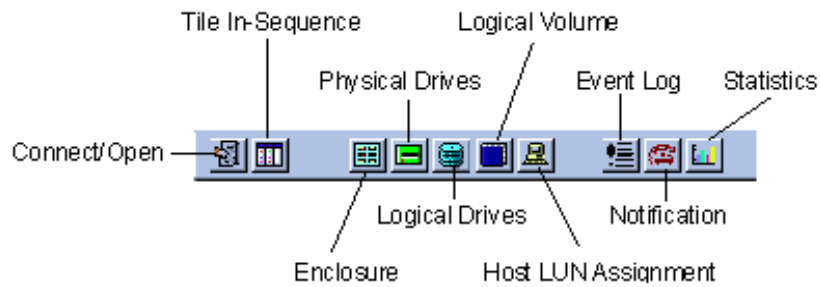 Tile In-Sequence
Logical Volume
Physical Drives
Event Log
Statistics
Connect/Open
Logical Drives
Notification
Enclosure
Host LUN Assignment